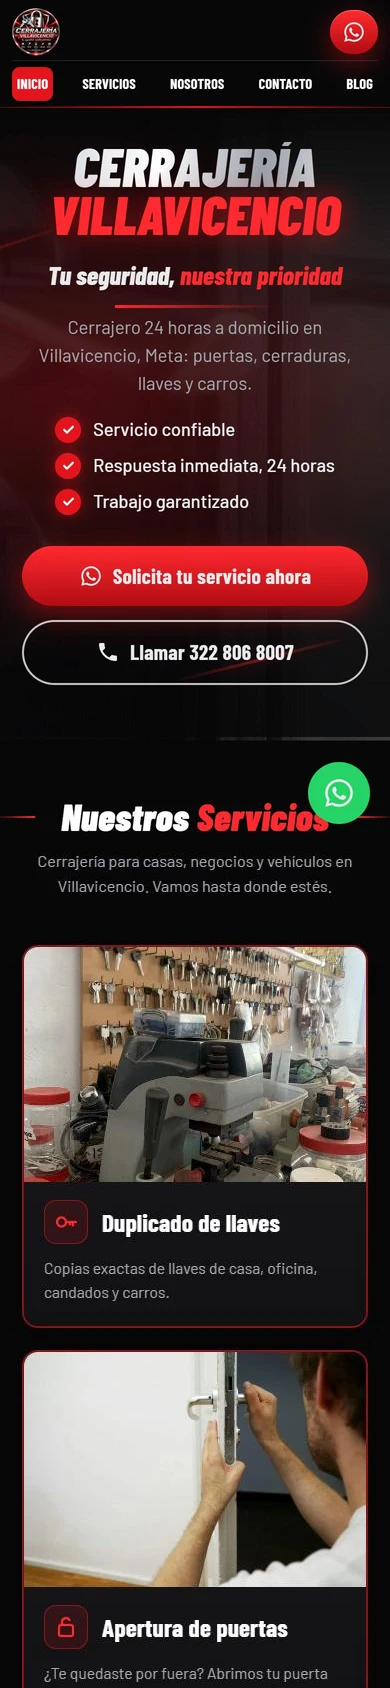 CERRAJERÍA
VILLAVICENCIO
INICIO SERVICIOS NOSOTROS CONTACTO BLOG
CERRAJERÍA
VILLAVICENCIO
Tu seguridad, nuestra prioridad
Cerrajero 24 horas a domicilio en
Villavicencio, Meta: puertas, cerraduras,
llaves y carros.
Servicio confiable
Respuesta inmediata, 24 horas
Trabajo garantizado
Solicita tu servicio ahora
Llamar 322 806 8007
Nuestros Servicios
Cerrajería para casas, negocios y vehículos en
Villavicencio. Vamos hasta donde estés.
Duplicado de llaves
Copias exactas de llaves de casa, oficina,
candados y carros.
Apertura de puertas
¿Te quedaste por fuera? Abrimos tu puerta